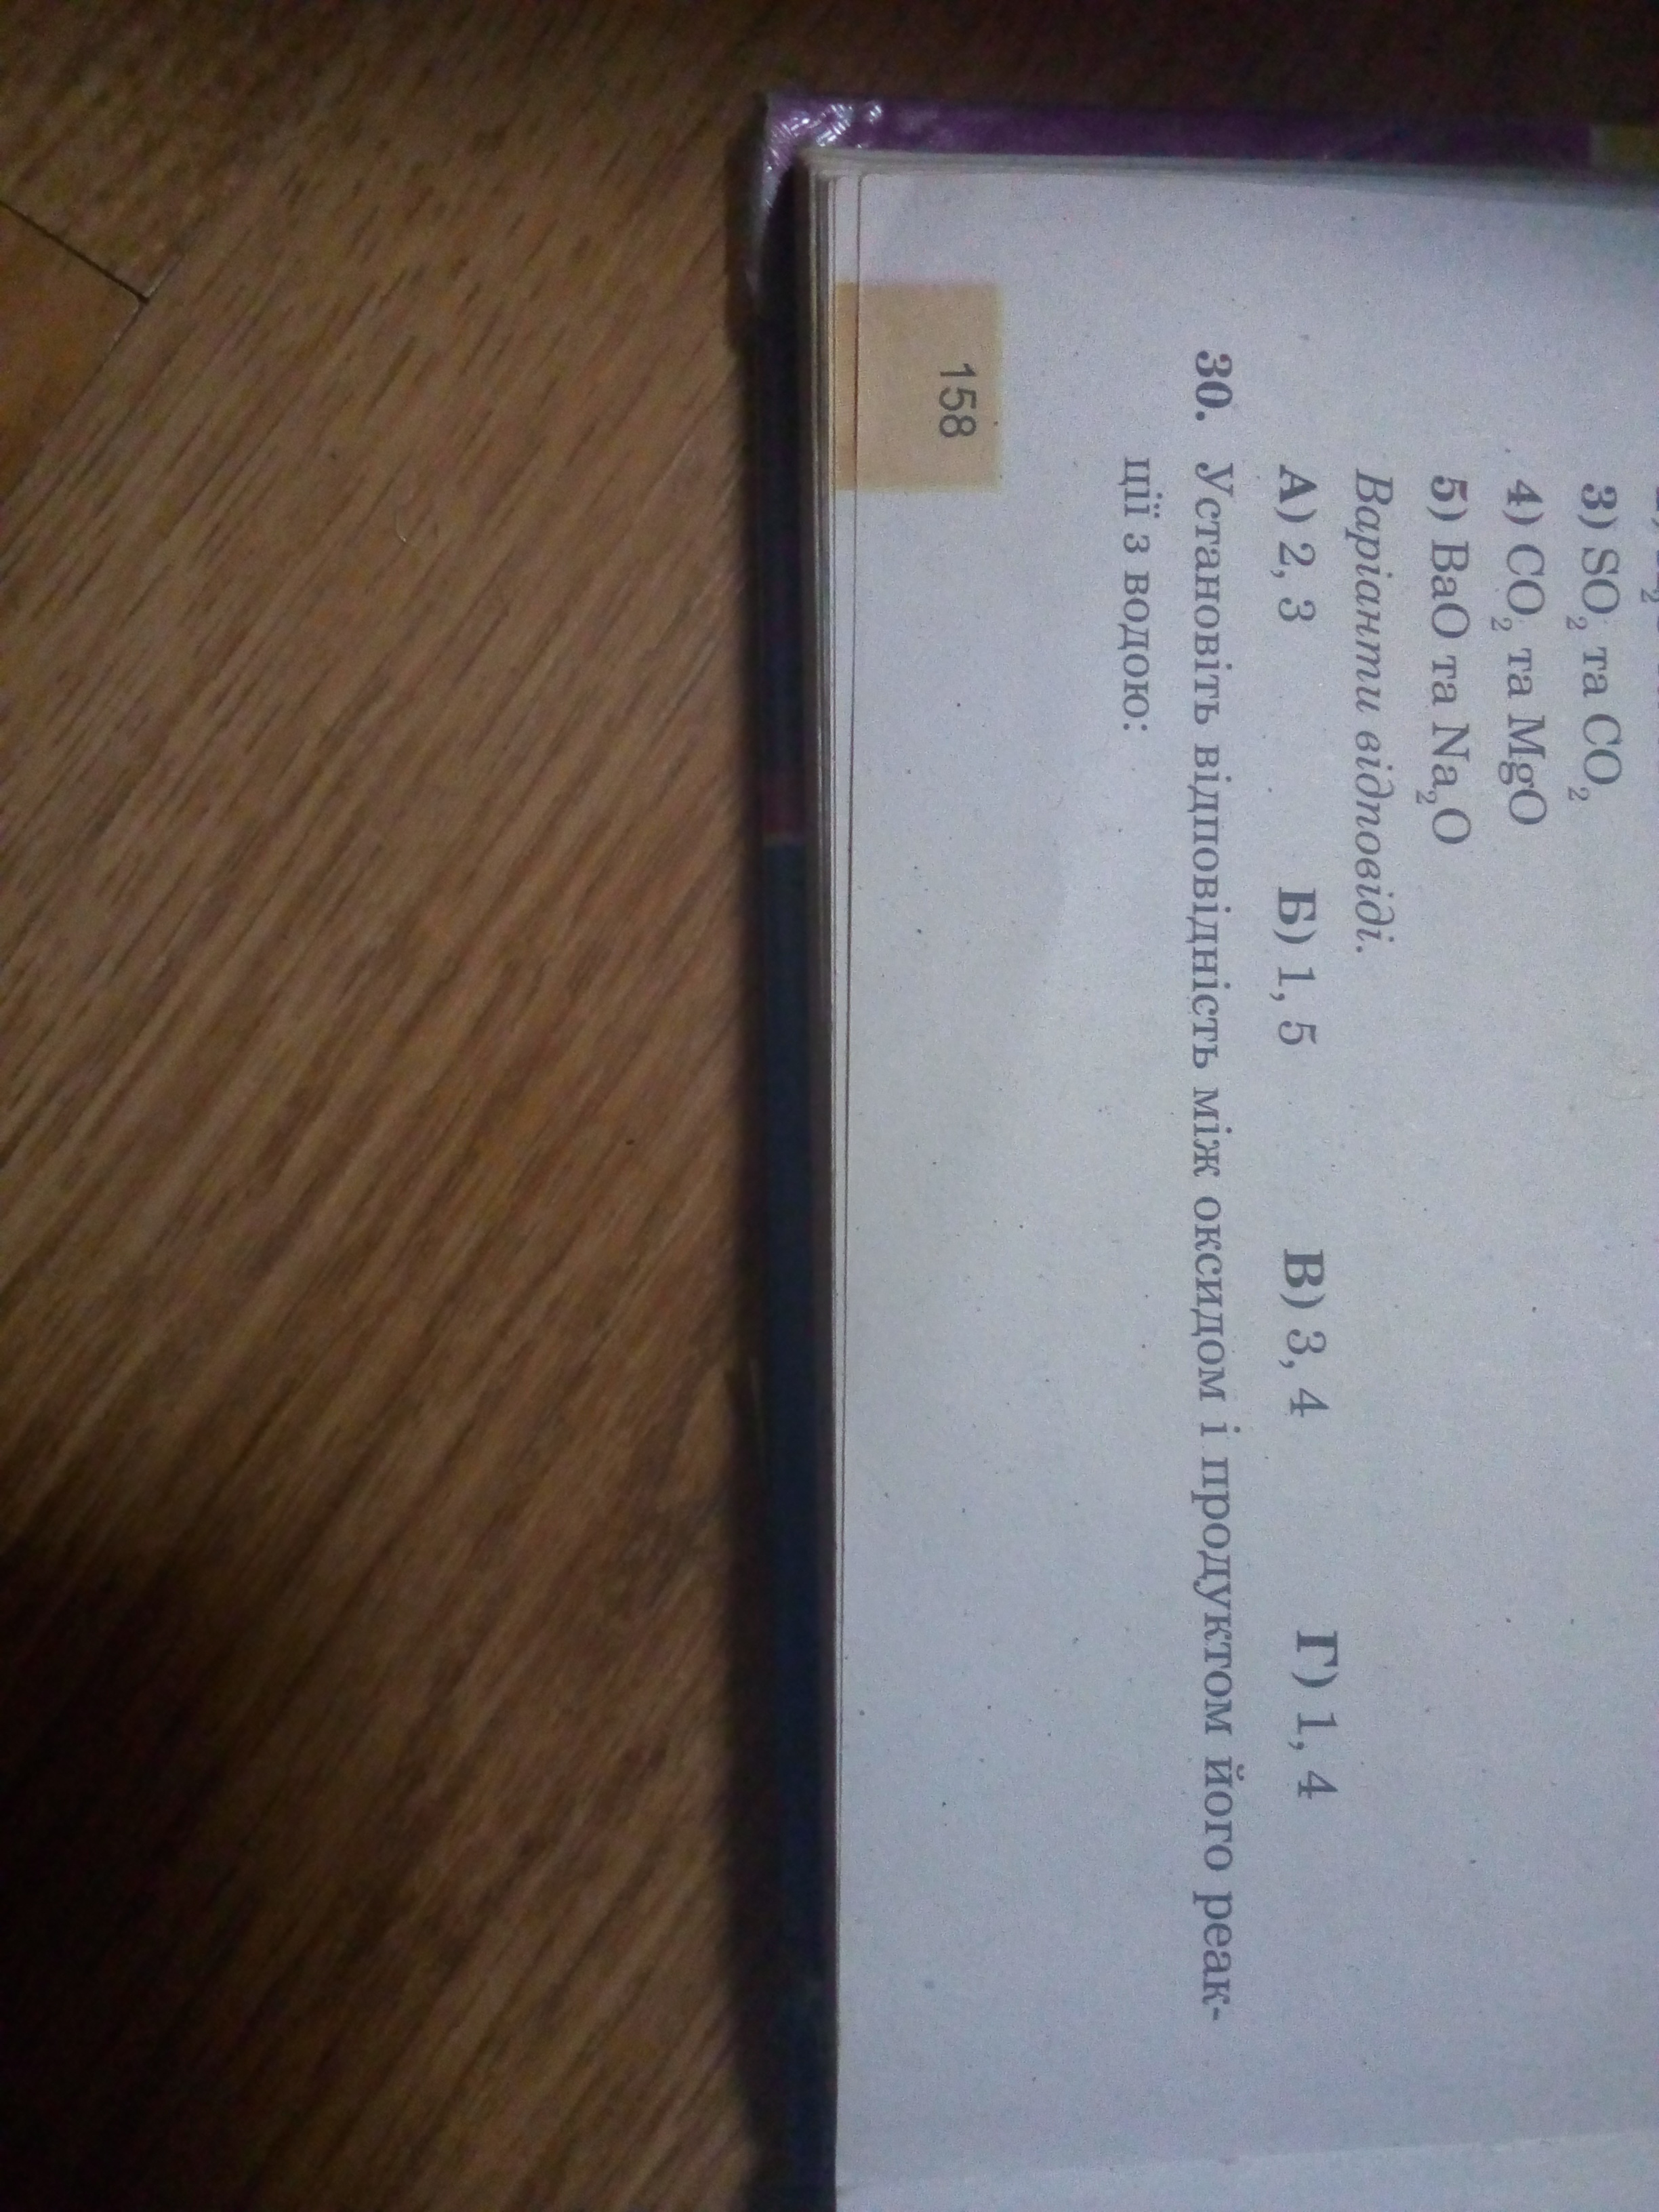 3) SO₂ та CO₂
4) CO₂ та MgO
5) BaO та Na₂O
Варіанти відповіді.
А) 2, 3 Б) 1, 5 В) 3, 4 Г) 1, 4
30. Установіть відповідність між оксидом і продуктом його реак-
ції з водою:
158